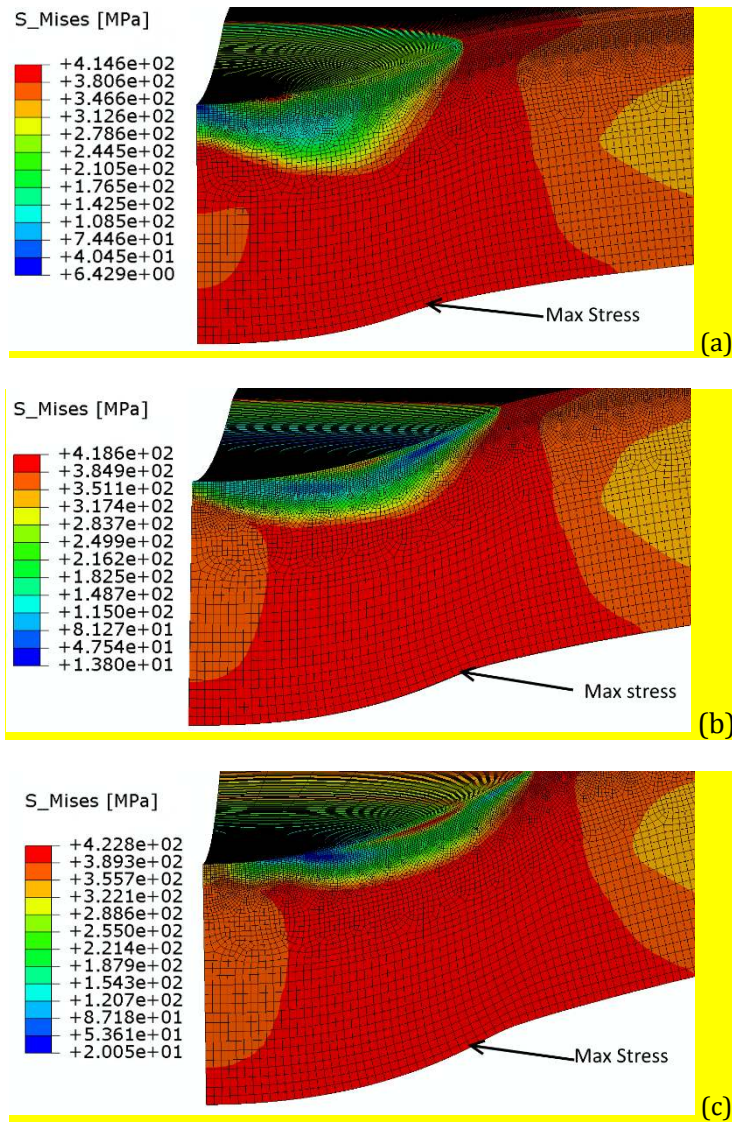 S_Mises [MPa]
+4.146e+02
+3.806e+02
+3.466e+02
+3.126e+02
+2.786e+02
+2.445e+02
+2.105e+02
+1.765e+02
+1.425e+02
+1.085e+02
+7.446e+01
+4.045e+01
+6.429e+00
Max Stress
(a)
S_Mises [MPa]
+4.186e+02
+3.849e+02
+3.511e+02
+3.174e+02
+2.837e+02
+2.499e+02
+2.162e+02
+1.825e+02
+1.487e+02
+1.150e+02
+8.127e+01
+4.754e+01
+1.380e+01
Max stress
(b)
S_Mises [MPa]
+4.228e+02
+3.893e+02
+3.557e+02
+3.221e+02
+2.886e+02
+2.550e+02
+2.214e+02
+1.879e+02
+1.543e+02
+1.207e+02
+8.718e+01
+5.361e+01
+2.005e+01
Max Stress
(c)